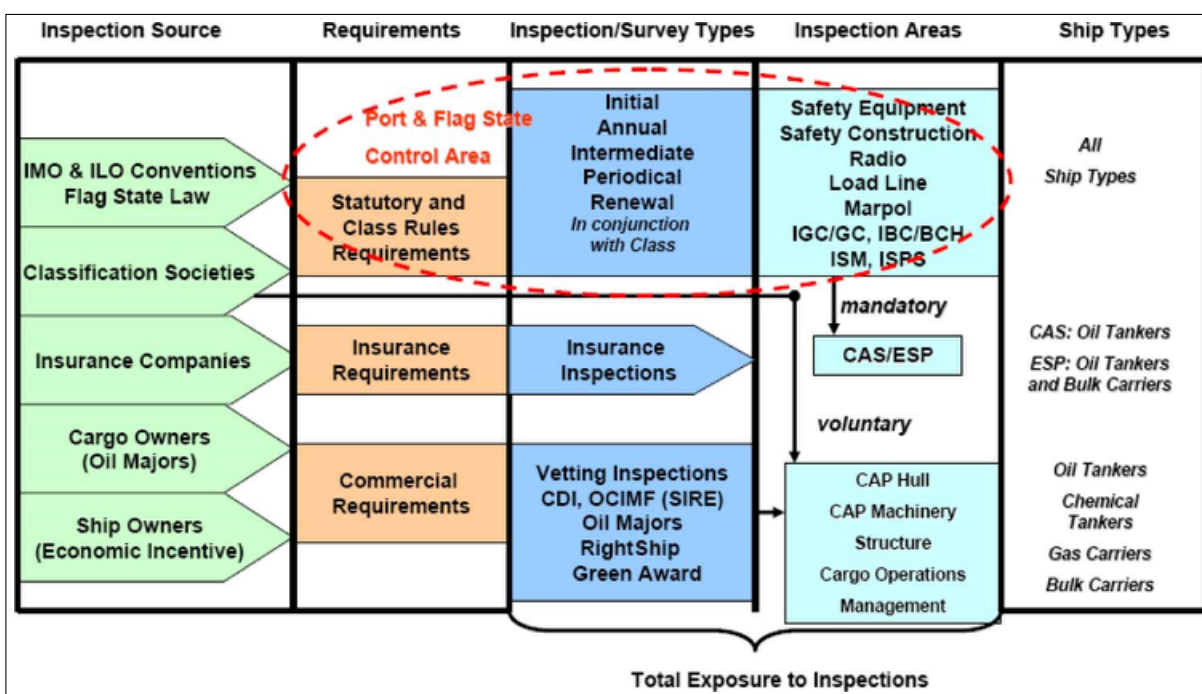 Inspection Source
Requirements
Inspection/Survey Types
Inspection Areas
Ship Types
IMO & ILO Conventions
Flag State Law
Classification Societies
Insurance Companies
Cargo Owners
(Oil Majors)
Ship Owners
(Economic Incentive)
Port & Flag State
Control Area
Statutory and
Class Rules
Requirements
Insurance
Requirements
Commercial
Requirements
Initial
Annual
Intermediate
Periodical
Renewal
In conjunction
with Class
Insurance
Inspections
Vetting Inspections
CDI, OCIMF (SIRE)
Oil Majors
RightShip
Green Award
Safety Equipment
Safety Construction
Radio
Load Line
Marpol
IGC/GC, IBC/BCH
ISM, ISPS
mandatory
CAS/ESP
voluntary
CAP Hull
CAP Machinery
Structure
Cargo Operations
Management
All
Ship Types
CAS: Oil Tankers
ESP: Oil Tankers
and Bulk Carriers
Oil Tankers
Chemical
Tankers
Gas Carriers
Bulk Carriers
Total Exposure to Inspections